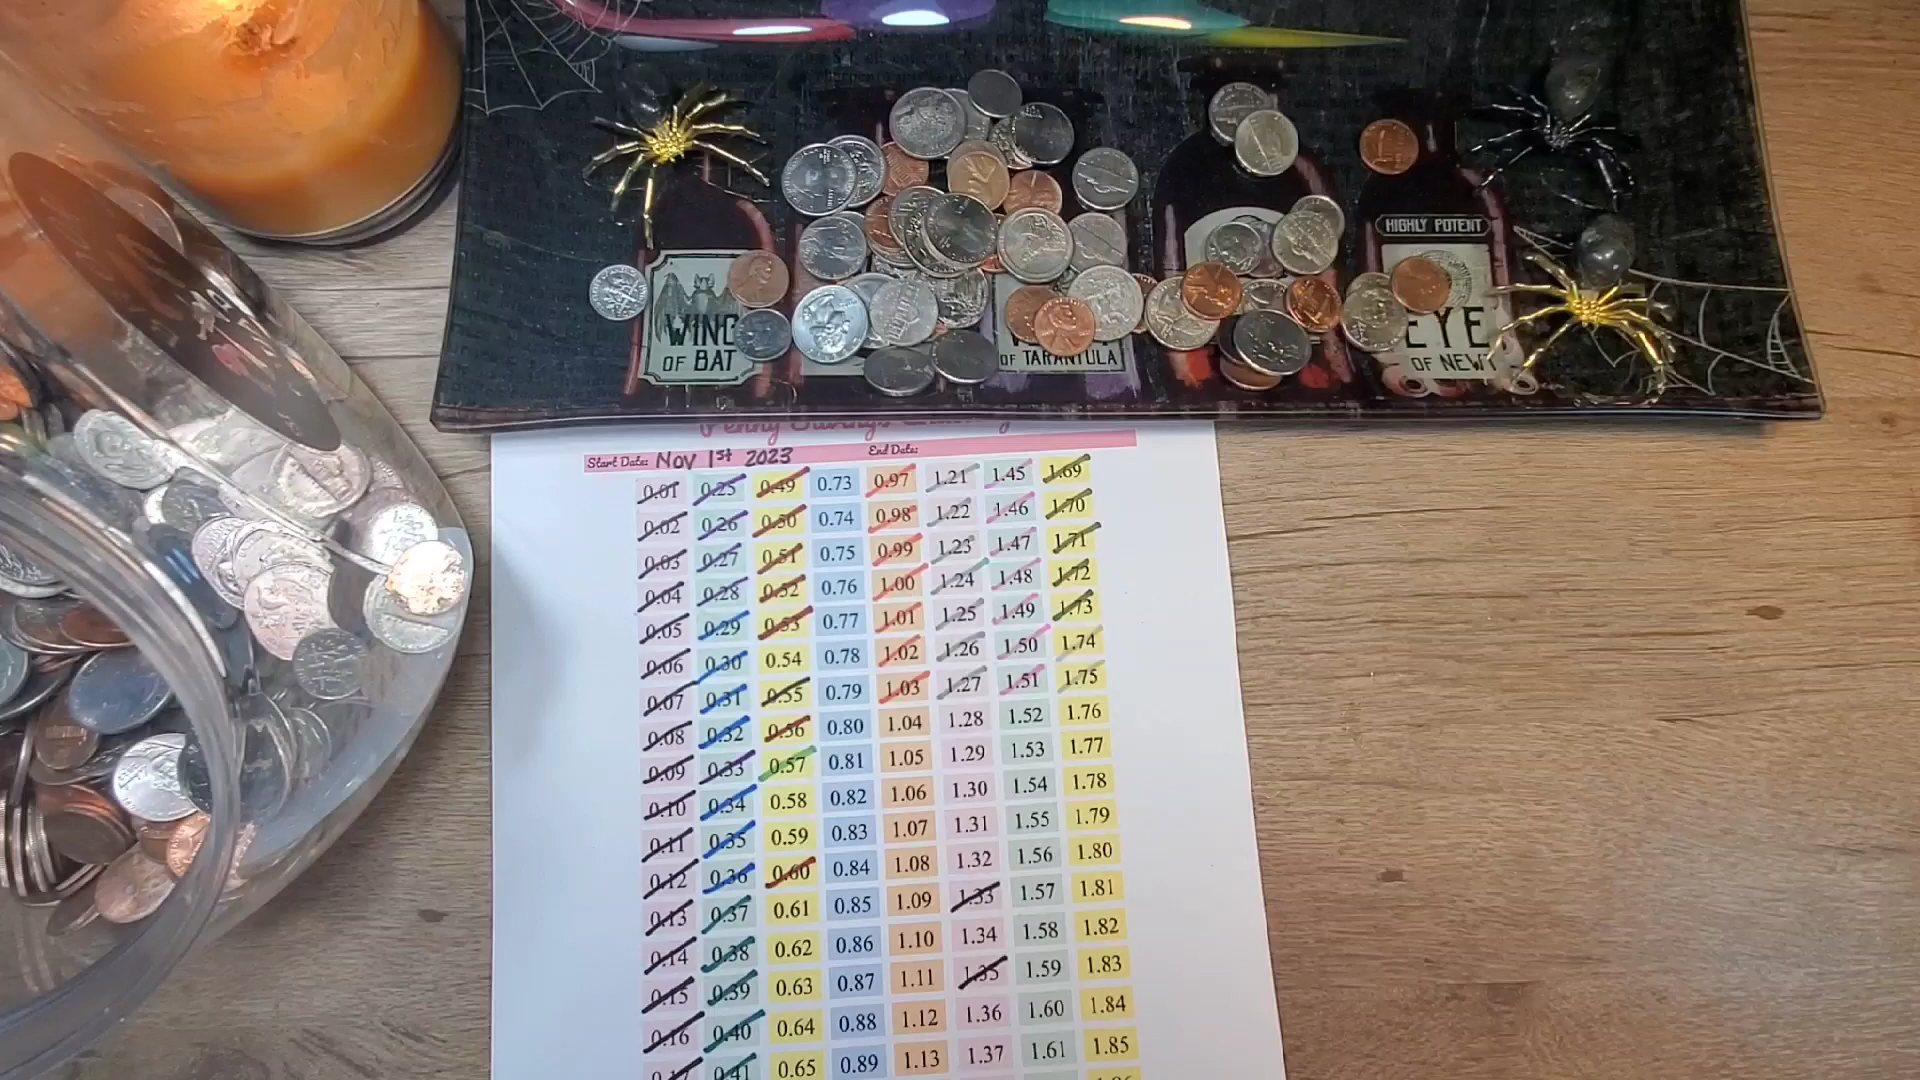 HIGHLY POTENT
WING
OF BAT
OF TARANTULA
EYE
OF NEWT
Penny Savings
Start Date: Nov 1st 2023 End Date:
0.01 0.25 0.49 0.73 0.97 1.21 1.45 1.69
0.02 0.26 0.50 0.74 0.98 1.22 1.46 1.70
0.03 0.27 0.51 0.75 0.99 1.23 1.47 1.71
0.04 0.28 0.52 0.76 1.00 1.24 1.48 1.72
0.05 0.29 0.53 0.77 1.01 1.25 1.49 1.73
0.06 0.30 0.54 0.78 1.02 1.26 1.50 1.74
0.07 0.31 0.55 0.79 1.03 1.27 1.51 1.75
0.08 0.32 0.56 0.80 1.04 1.28 1.52 1.76
0.09 0.33 0.57 0.81 1.05 1.29 1.53 1.77
0.10 0.34 0.58 0.82 1.06 1.30 1.54 1.78
0.11 0.35 0.59 0.83 1.07 1.31 1.55 1.79
0.12 0.36 0.60 0.84 1.08 1.32 1.56 1.80
0.13 0.37 0.61 0.85 1.09 1.33 1.57 1.81
0.14 0.38 0.62 0.86 1.10 1.34 1.58 1.82
0.15 0.39 0.63 0.87 1.11 1.35 1.59 1.83
0.16 0.40 0.64 0.88 1.12 1.36 1.60 1.84
0.17 0.41 0.65 0.89 1.13 1.37 1.61 1.85